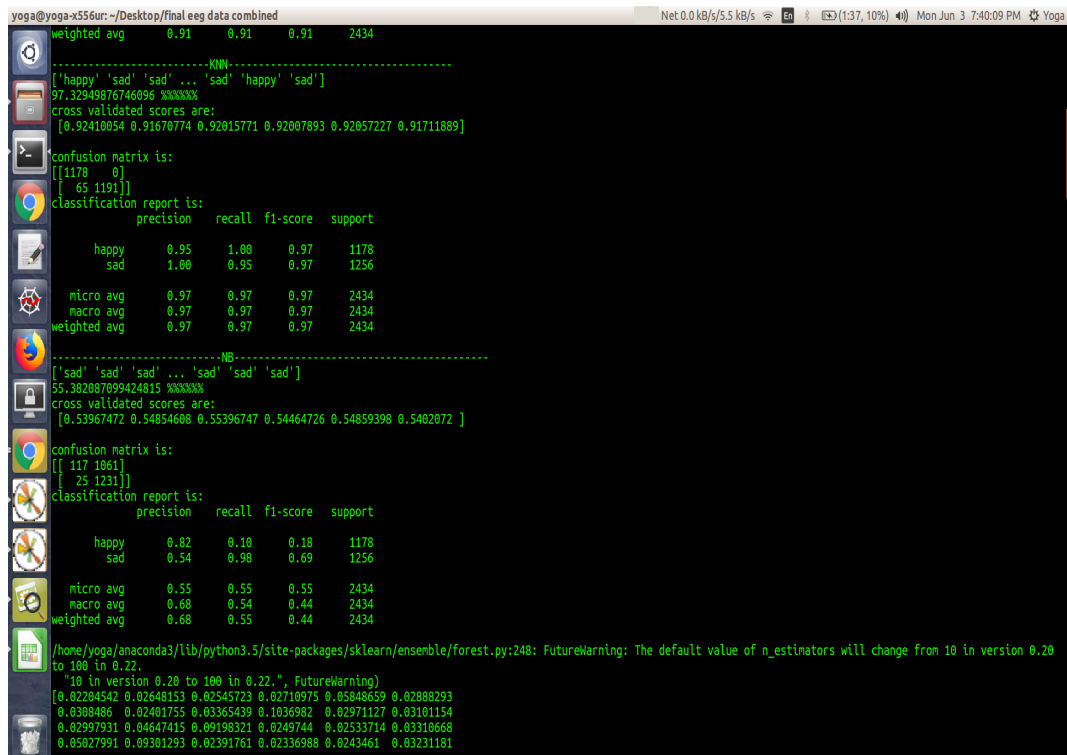 yoga@yoga-x556ur: ~/Desktop/final eeg data combined
Net 0.0 kB/s/5.5 kB/s En (1:37, 10%) Mon Jun 3 7:40:09 PM Yoga
weighted avg 0.91 0.91 0.91 2434
--------------------------KNN-------------------------------------
['happy' 'sad' 'sad' ... 'sad' 'happy' 'sad']
97.32949876746096 %%%%%%
cross validated scores are:
[0.92410054 0.91670774 0.92015771 0.92007893 0.92057227 0.91711889]
confusion matrix is:
[[1178 0]
[ 65 1191]]
classification report is:
precision recall f1-score support
happy 0.95 1.00 0.97 1178
sad 1.00 0.95 0.97 1256
micro avg 0.97 0.97 0.97 2434
macro avg 0.97 0.97 0.97 2434
weighted avg 0.97 0.97 0.97 2434
----------------------------NB------------------------------------------
['sad' 'sad' 'sad' ... 'sad' 'sad' 'sad']
55.382087099424815 %%%%%%
cross validated scores are:
[0.53967472 0.54854608 0.55396747 0.54464726 0.54859398 0.5402072 ]
confusion matrix is:
[[ 117 1061]
[ 25 1231]]
classification report is:
precision recall f1-score support
happy 0.82 0.10 0.18 1178
sad 0.54 0.98 0.69 1256
micro avg 0.55 0.55 0.55 2434
macro avg 0.68 0.54 0.44 2434
weighted avg 0.68 0.55 0.44 2434
/home/yoga/anaconda3/lib/python3.5/site-packages/sklearn/ensemble/forest.py:248: FutureWarning: The default value of n_estimators will change from 10 in version 0.20
to 100 in 0.22.
"10 in version 0.20 to 100 in 0.22.", FutureWarning)
[0.02204542 0.02648153 0.02545723 0.02710975 0.05848659 0.02888293
0.0308486 0.02401755 0.03365439 0.1036982 0.02971127 0.03101154
0.02997931 0.04647415 0.09198321 0.0249744 0.02533714 0.03310668
0.05027991 0.09301293 0.02391761 0.02336988 0.0243461 0.03231181